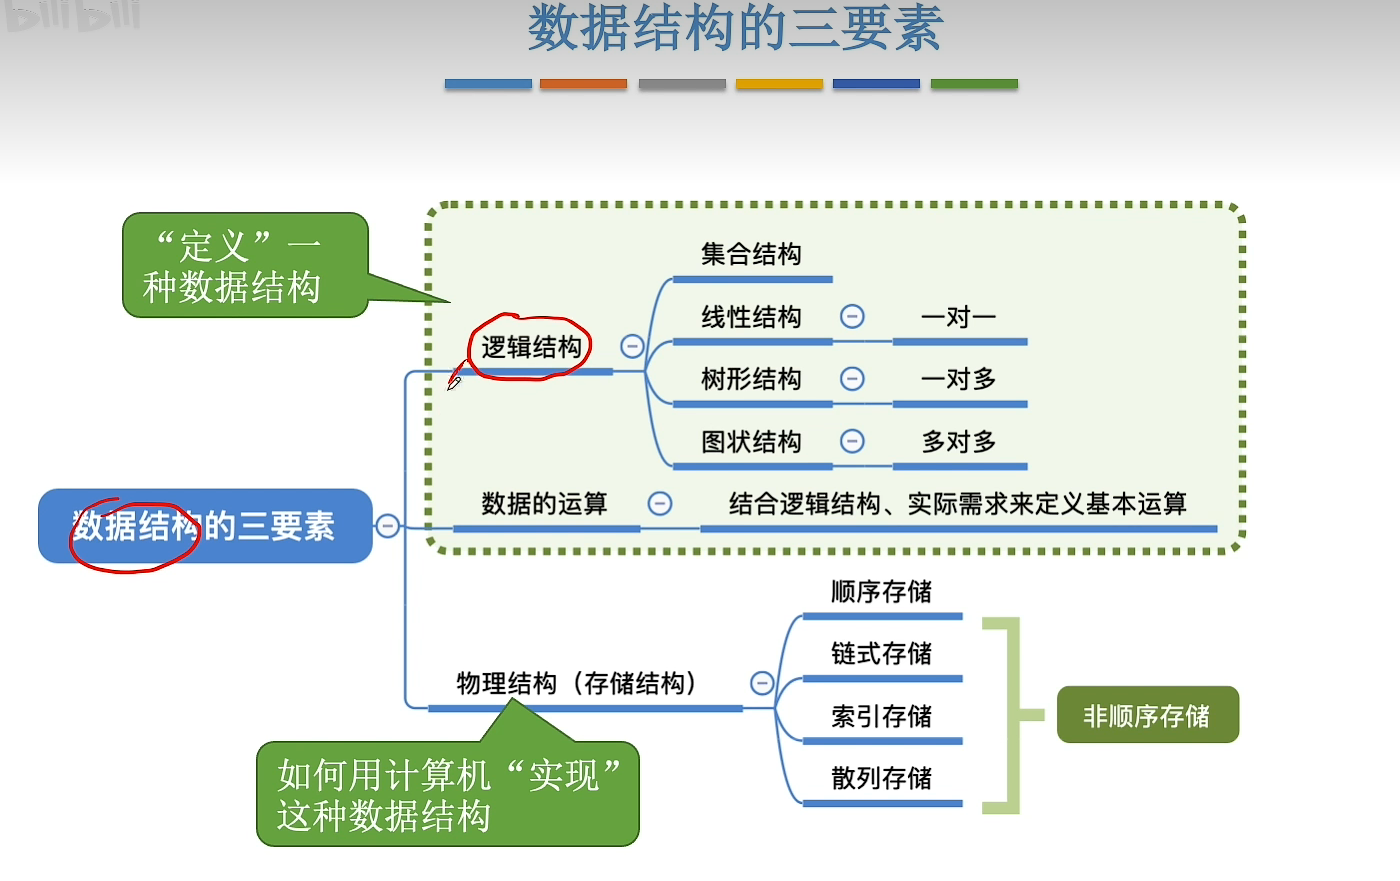 bilibili
数据结构的三要素
“定义”一
种数据结构
集合结构
线性结构
一对一
逻辑结构
树形结构
一对多
图状结构
多对多
数据的运算
结合逻辑结构、实际需求来定义基本运算
数据结构的三要素
顺序存储
链式存储
物理结构（存储结构）
索引存储
非顺序存储
散列存储
如何用计算机“实现”
这种数据结构